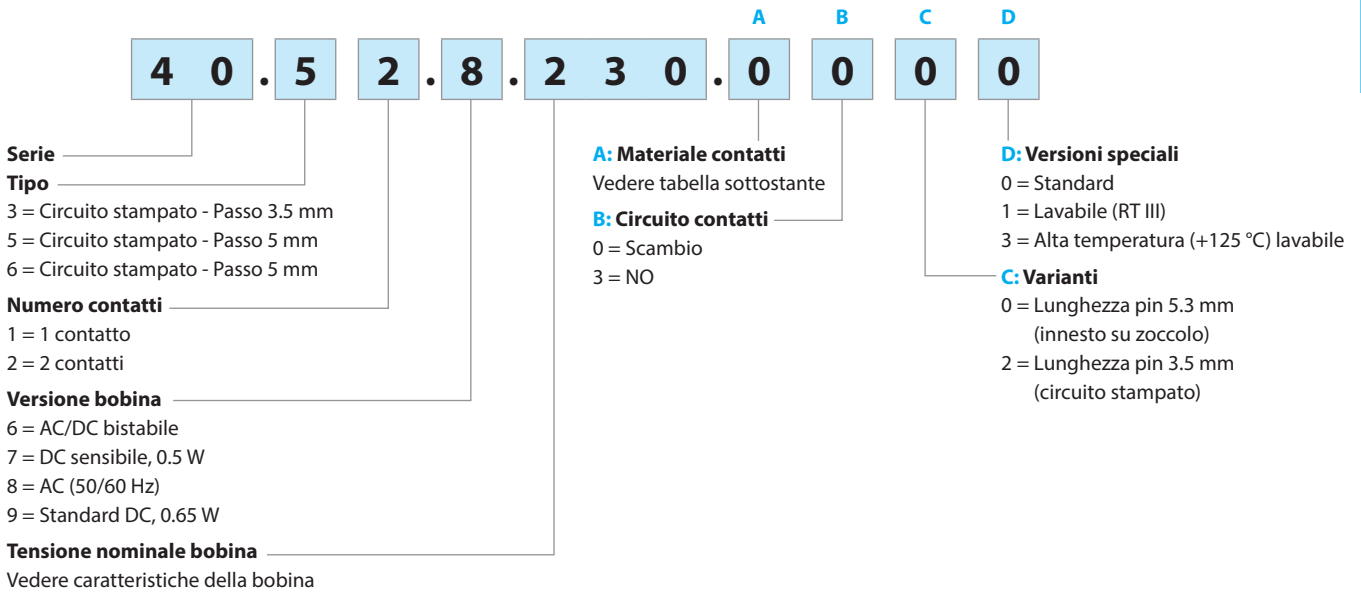 A B C D
4 0 . 5 2 . 8 . 2 3 0 . 0 0 0 0
Serie
Tipo
3 = Circuito stampato - Passo 3.5 mm
5 = Circuito stampato - Passo 5 mm
6 = Circuito stampato - Passo 5 mm
Numero contatti
1 = 1 contatto
2 = 2 contatti
Versione bobina
6 = AC/DC bistabile
7 = DC sensibile, 0.5 W
8 = AC (50/60 Hz)
9 = Standard DC, 0.65 W
Tensione nominale bobina
Vedere caratteristiche della bobina
A: Materiale contatti
Vedere tabella sottostante
B: Circuito contatti
0 = Scambio
3 = NO
D: Versioni speciali
0 = Standard
1 = Lavabile (RT III)
3 = Alta temperatura (+125 °C) lavabile
C: Varianti
0 = Lunghezza pin 5.3 mm
(innesto su zoccolo)
2 = Lunghezza pin 3.5 mm
(circuito stampato)